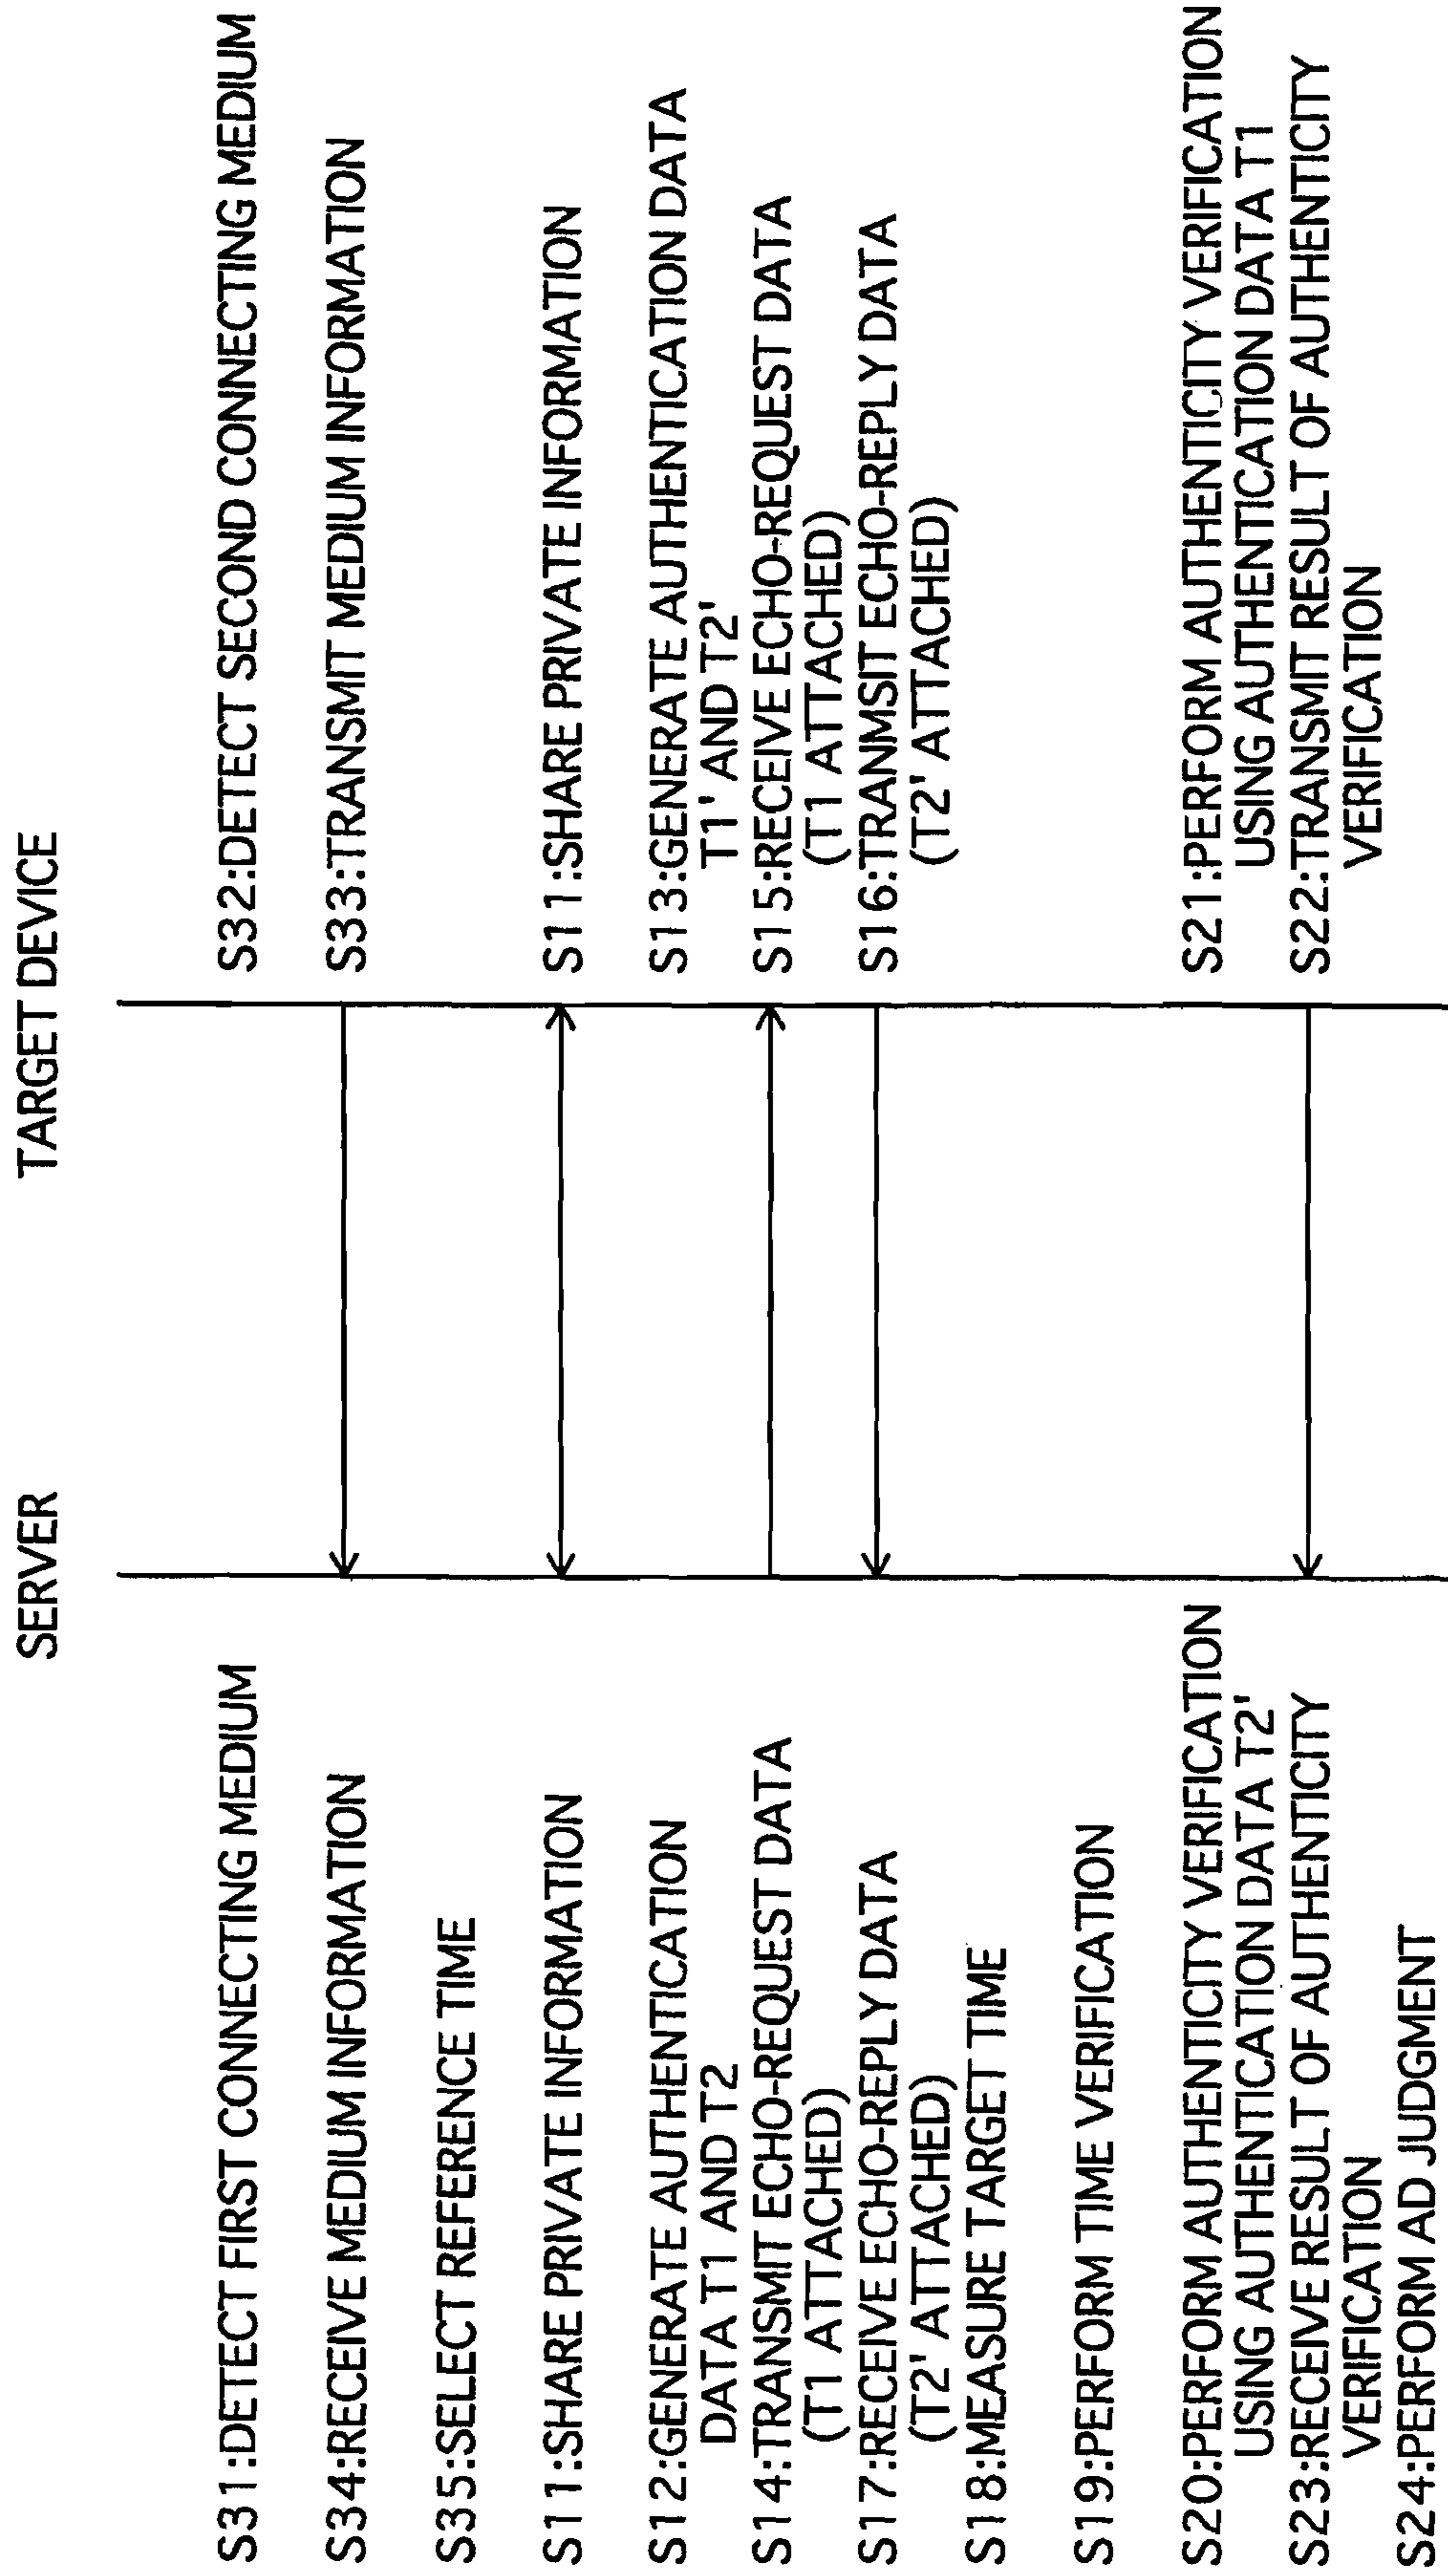 SERVER
TARGET DEVICE
S31:DETECT FIRST CONNECTING MEDIUM
S32:DETECT SECOND CONNECTING MEDIUM
S34:RECEIVE MEDIUM INFORMATION
S33:TRANSMIT MEDIUM INFORMATION
S35:SELECT REFERENCE TIME
S11:SHARE PRIVATE INFORMATION
S11:SHARE PRIVATE INFORMATION
S12:GENERATE AUTHENTICATION
DATA T1 AND T2
S13:GENERATE AUTHENTICATION DATA
T1' AND T2'
S14:TRANSMIT ECHO-REQUEST DATA
(T1 ATTACHED)
S15:RECEIVE ECHO-REQUEST DATA
(T1 ATTACHED)
S17:RECEIVE ECHO-REPLY DATA
(T2' ATTACHED)
S16:TRANMSIT ECHO-REPLY DATA
(T2' ATTACHED)
S18:MEASURE TARGET TIME
S19:PERFORM TIME VERIFICATION
S20:PERFORM AUTHENTICITY VERIFICATION
USING AUTHENTICATION DATA T2'
S21:PERFORM AUTHENTICITY VERIFICATION
USING AUTHENTICATION DATA T1
S23:RECEIVE RESULT OF AUTHENTICITY
VERIFICATION
S22:TRANSMIT RESULT OF AUTHENTICITY
VERIFICATION
S24:PERFORM AD JUDGMENT